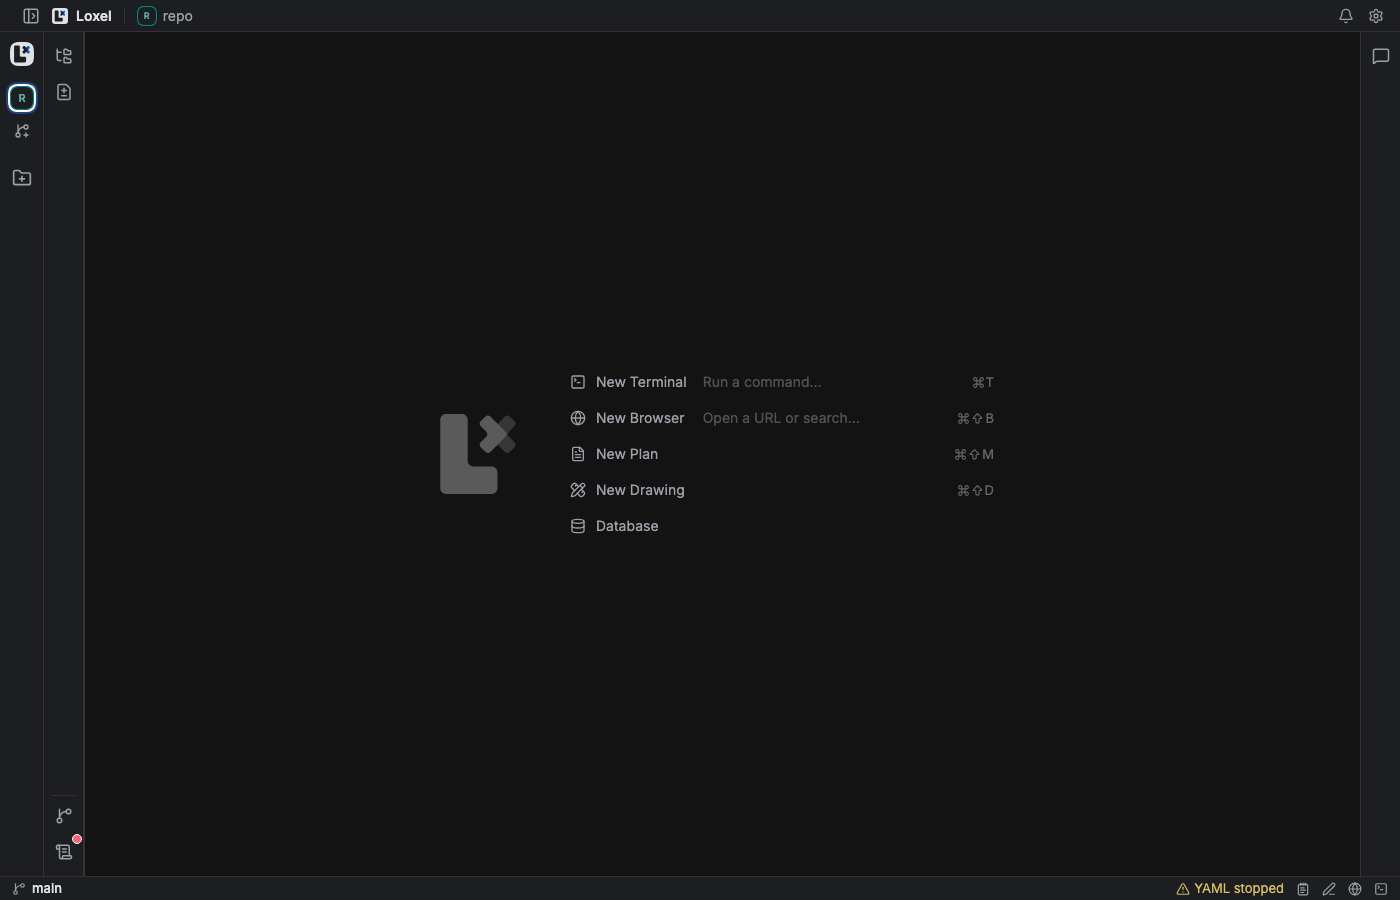 Loxel
R
repo
R
New Terminal Run a command... ⌘T
New Browser Open a URL or search... ⌘⇧B
New Plan ⌘⇧M
New Drawing ⌘⇧D
Database
main
YAML stopped